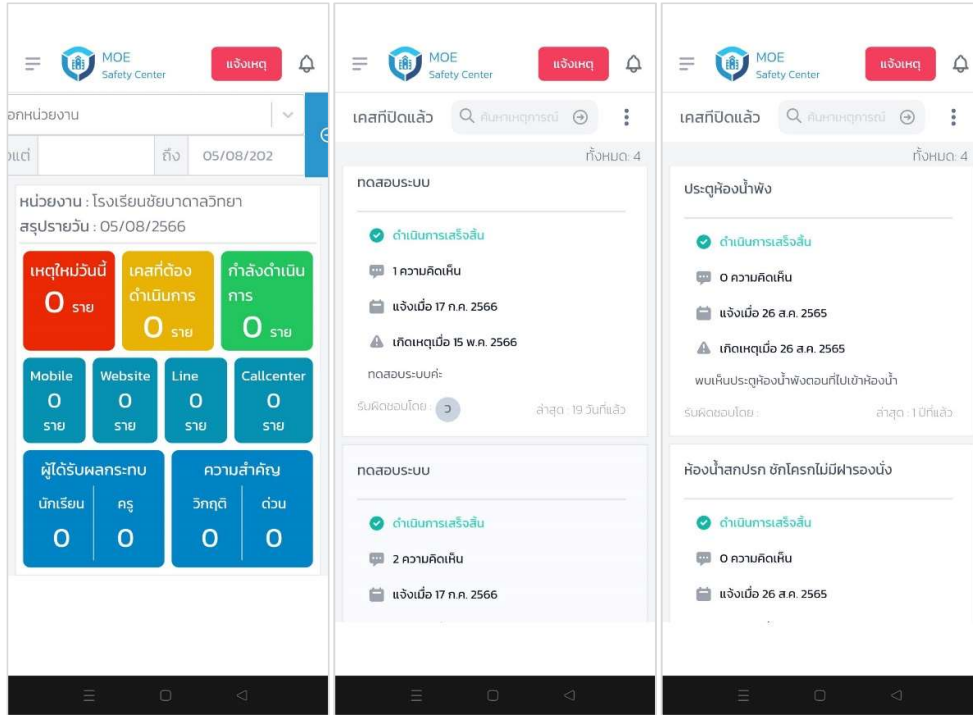 MOE
Safety Center
แจ้งเหตุ
อกหน่วยงาน
ถึง
05/08/202
หน่วยงาน : โรงเรียนชัยบาดาลวิทยา
สรุปรายวัน : 05/08/2566
เหตุใหม่วันนี้
0 ราย
เคสที่ต้อง
ดำเนินการ
0 ราย
กำลังดำเนิน
การ
0 ราย
Mobile
0
ราย
Website
0
ราย
Line
0
ราย
Callcenter
0
ราย
ผู้ได้รับผลกระทบ
นักเรียน ครู
0 0
ความสำคัญ
วิกฤติ ด่วน
0 0
MOE
Safety Center
แจ้งเหตุ
เคสที่ปิดแล้ว
ค้นหาเหตุการณ์
ทั้งหมด: 4
ทดสอบระบบ
ดำเนินการเสร็จสิ้น
1 ความคิดเห็น
แจ้งเมื่อ 17 ก.ค. 2566
เกิดเหตุเมื่อ 15 พ.ค. 2566
ทดสอบระบบค่ะ
รับผิดชอบโดย : ว
ล่าสุด : 19 วันที่แล้ว
ทดสอบระบบ
ดำเนินการเสร็จสิ้น
2 ความคิดเห็น
แจ้งเมื่อ 17 ก.ค. 2566
MOE
Safety Center
แจ้งเหตุ
เคสที่ปิดแล้ว
ค้นหาเหตุการณ์
ทั้งหมด: 4
ประตูห้องน้ำพัง
ดำเนินการเสร็จสิ้น
0 ความคิดเห็น
แจ้งเมื่อ 26 ส.ค. 2565
เกิดเหตุเมื่อ 26 ส.ค. 2565
พบเห็นประตูห้องน้ำพังตอนที่ไปเข้าห้องน้ำ
รับผิดชอบโดย :
ล่าสุด : 1 ปีที่แล้ว
ห้องน้ำสกปรก ชักโครกไม่มีฝารองนั่ง
ดำเนินการเสร็จสิ้น
0 ความคิดเห็น
แจ้งเมื่อ 26 ส.ค. 2565